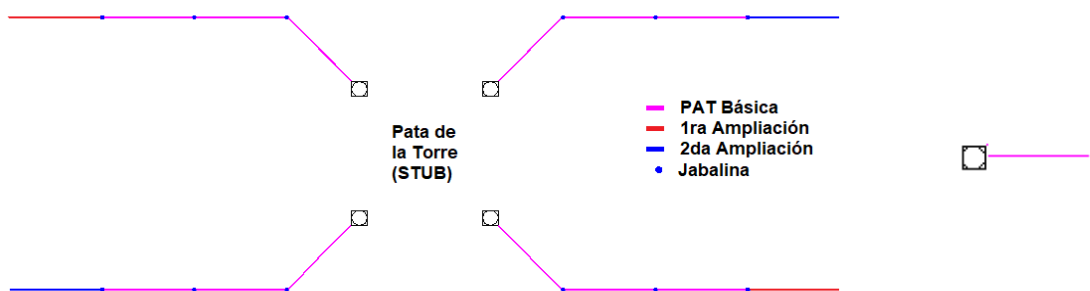 Pata de
la Torre
(STUB)
PAT Básica
1ra Ampliación
2da Ampliación
Jabalina